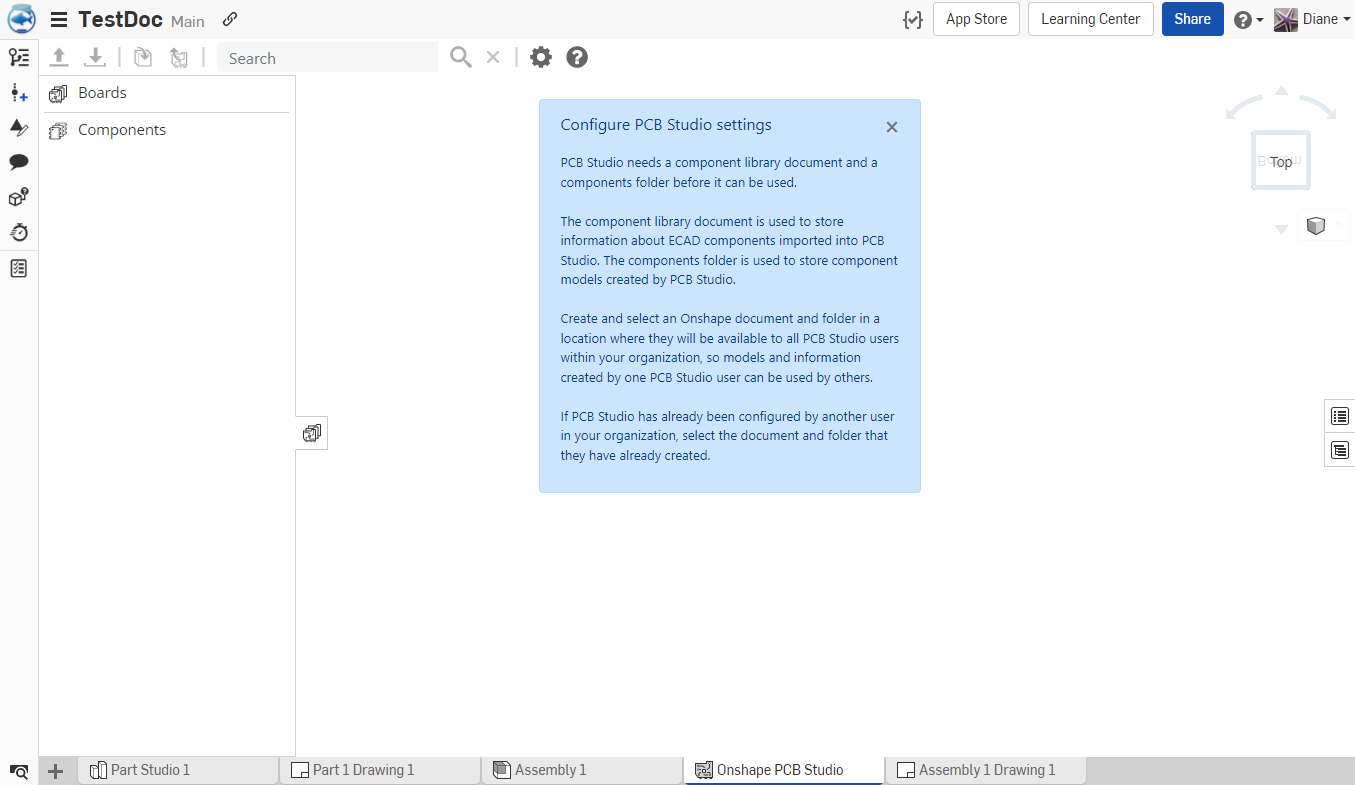 TestDoc Main
App Store
Learning Center
Share
Diane
Search
Boards
Components
Configure PCB Studio settings
PCB Studio needs a component library document and a
components folder before it can be used.
The component library document is used to store
information about ECAD components imported into PCB
Studio. The components folder is used to store component
models created by PCB Studio.
Create and select an Onshape document and folder in a
location where they will be available to all PCB Studio users
within your organization, so models and information
created by one PCB Studio user can be used by others.
If PCB Studio has already been configured by another user
in your organization, select the document and folder that
they have already created.
Top
Part Studio 1
Part 1 Drawing 1
Assembly 1
Onshape PCB Studio
Assembly 1 Drawing 1